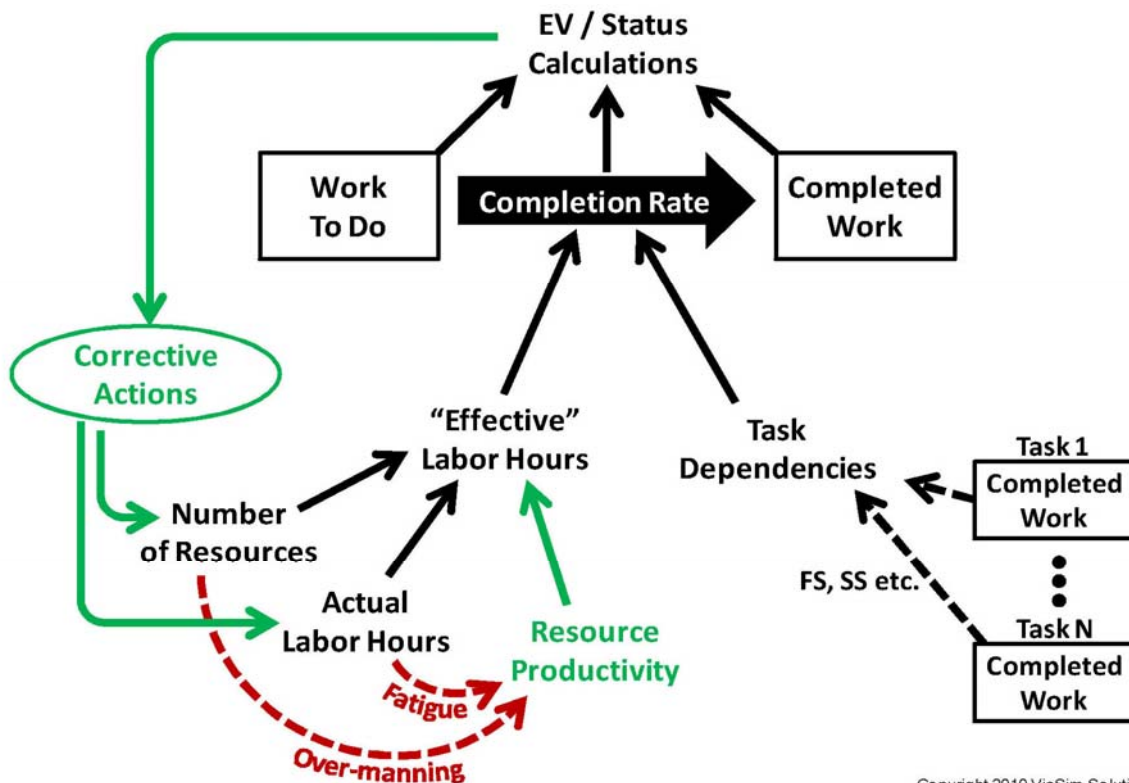 EV / Status
Calculations
Work
To Do
Completion Rate
Completed
Work
Corrective
Actions
“Effective”
Labor Hours
Task
Dependencies
Task 1
Completed
Work
Number
of Resources
FS, SS etc.
Actual
Labor Hours
Resource
Productivity
Task N
Completed
Work
Fatigue
Over-manning